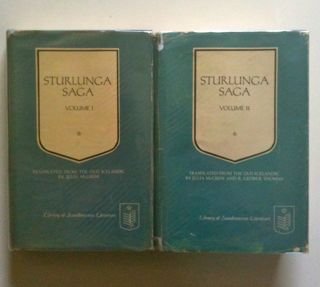 STURLUNGA
SAGA
VOLUME I
TRANSLATED FROM THE OLD ICELANDIC
BY JULIA McGREW
Library of Scandinavian Literature
STURLUNGA
SAGA
VOLUME II
TRANSLATED FROM THE OLD ICELANDIC
BY JULIA McGREW AND R. GEORGE THOMAS
Library of Scandinavian Literature